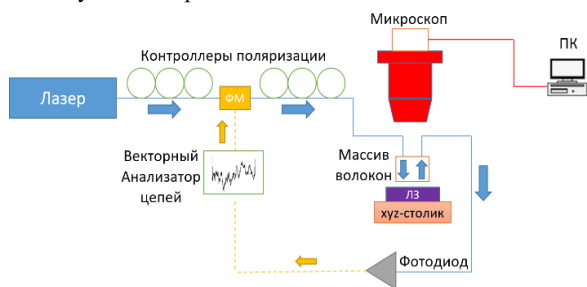 Микроскоп
ПК
Контроллеры поляризации
Лазер
ФМ
Векторный
Анализатор
цепей
Массив
волокон
ЛЗ
xyz-столик
Фотодиод